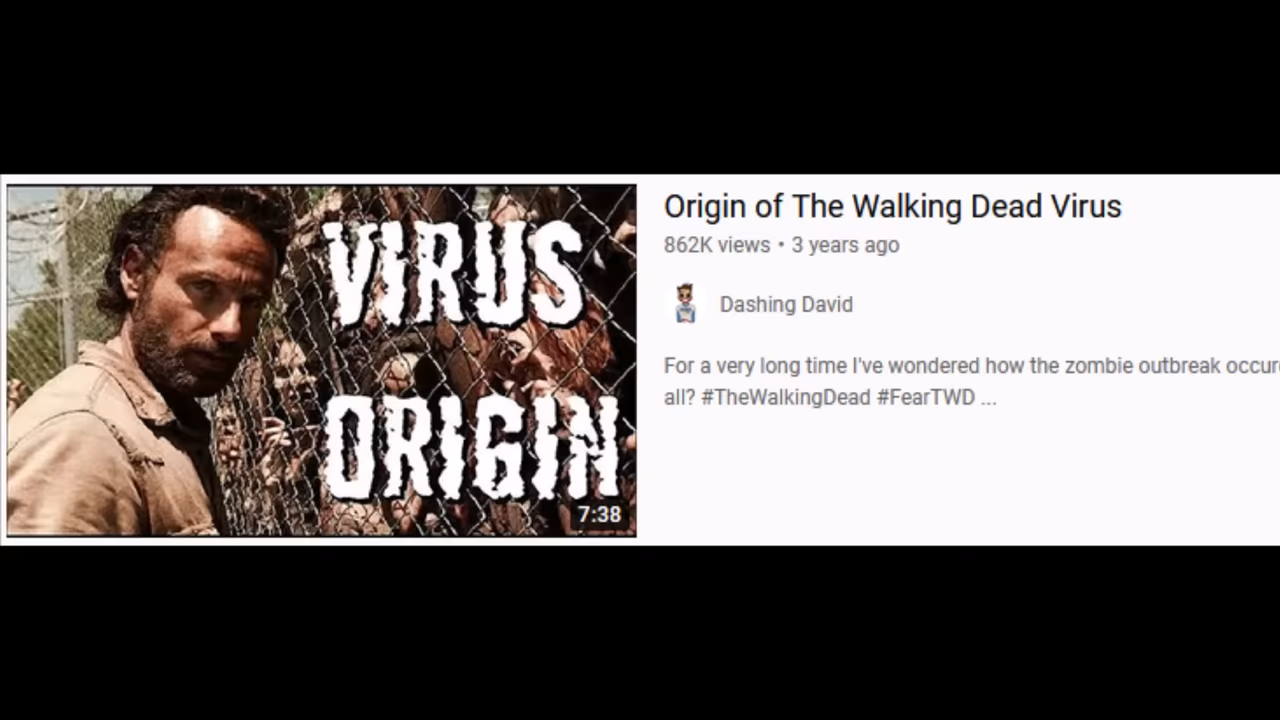 VIRUS
ORIGIN
7:38
Origin of The Walking Dead Virus
862K views • 3 years ago
Dashing David
For a very long time I've wondered how the zombie outbreak occur
all? #TheWalkingDead #FearTWD ...